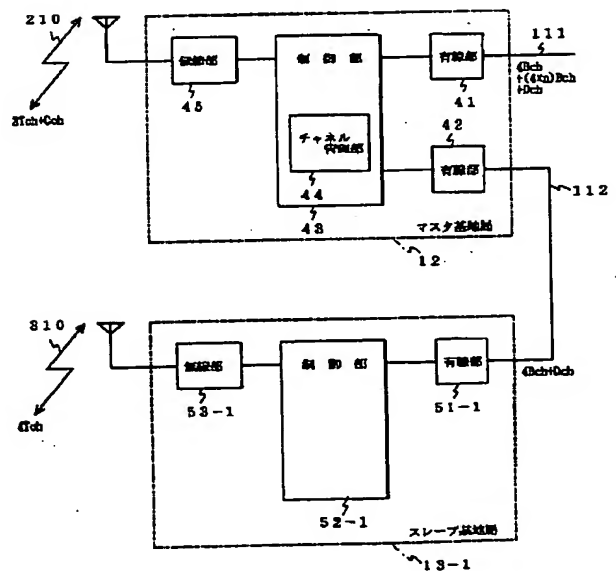 210
無線部
45
制御部
チャネル
44
43
有線部
41
111
4Bch
+(4×n)Bch
+Dch
42
有線部
112
マスタ基地局
12
310
4Tch
無線部
53-1
制御部
52-1
有線部
51-1
4Bch+Dch
スレーブ基地局
13-1